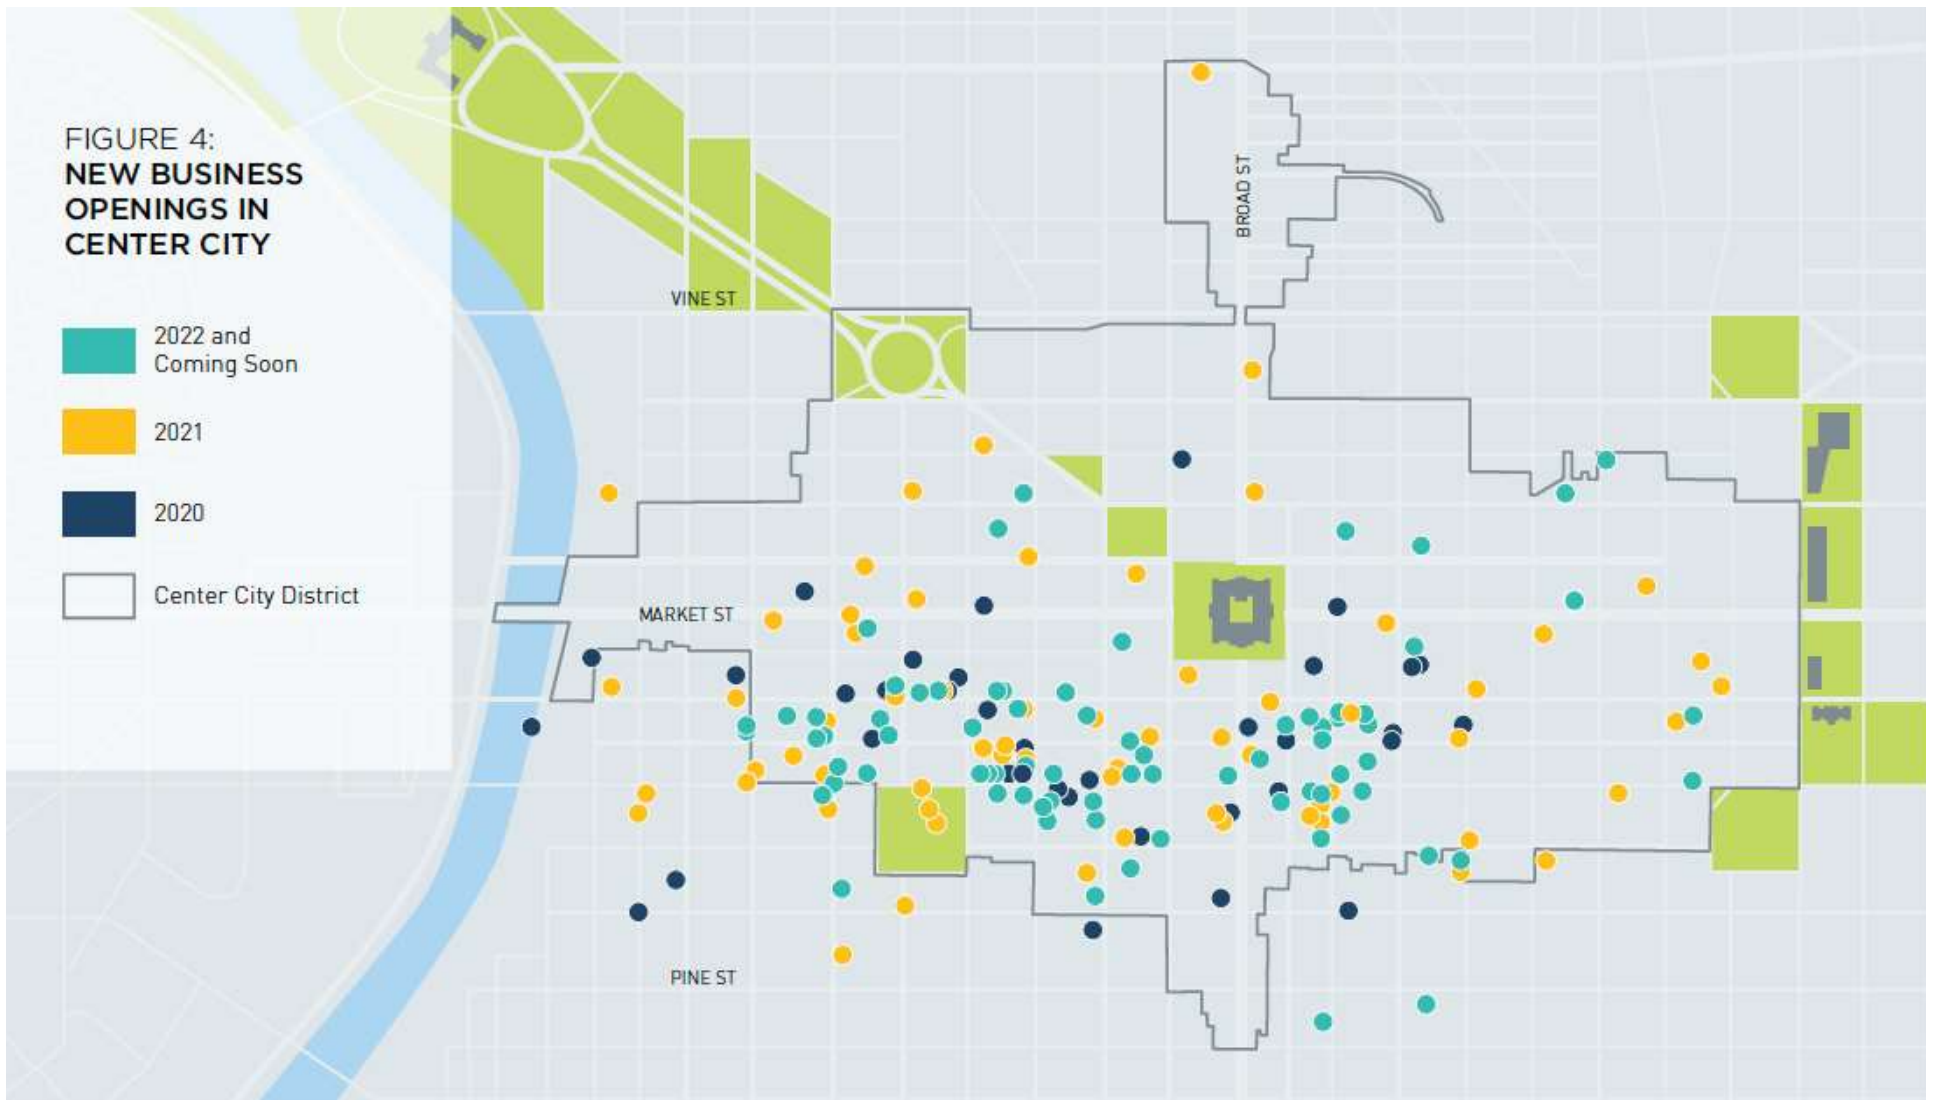 FIGURE 4:
NEW BUSINESS
OPENINGS IN
CENTER CITY
2022 and
Coming Soon
2021
2020
Center City District
VINE ST
BROAD ST
MARKET ST
PINE ST